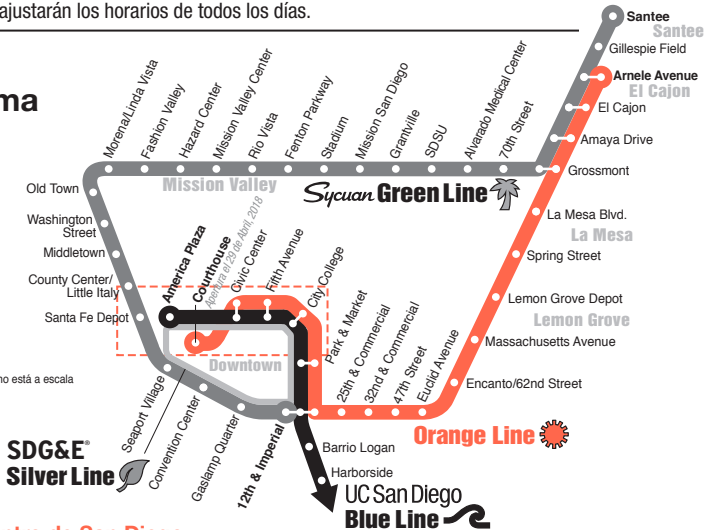 ajustarán los horarios de todos los días.
ma
Santee
Santee
Gillespie Field
Arnele Avenue
El Cajon
El Cajon
Amaya Drive
Grossmont
La Mesa Blvd.
La Mesa
Spring Street
Lemon Grove Depot
Lemon Grove
Massachusetts Avenue
Encanto/62nd Street
Morena/Linda Vista
Fashion Valley
Hazard Center
Mission Valley Center
Rio Vista
Fenton Parkway
Stadium
Mission San Diego
Grantville
SDSU
Alvarado Medical Center
70th Street
Mission Valley
Sycuan Green Line
Old Town
Washington
Street
Middletown
County Center/
Little Italy
Santa Fe Depot
America Plaza
Courthouse
Apertura el 29 de Abril, 2018
Civic Center
Fifth Avenue
City College
Park & Market
25th & Commercial
32nd & Commercial
47th Street
Euclid Avenue
Downtown
no está a escala
Seaport Village
Convention Center
Gaslamp Quarter
12th & Imperial
Orange Line
SDG&E®
Silver Line
Barrio Logan
Harborside
UC San Diego
Blue Line
ntro de San Diego